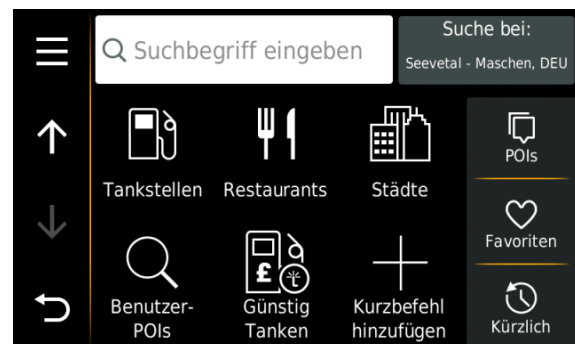 Suchbegriff eingeben
Suche bei:
Seevetal - Maschen, DEU
Tankstellen
Restaurants
Städte
POIs
Favoriten
Benutzer-
POIs
£
Günstig
Tanken
Kurzbefehl
hinzufügen
Kürzlich